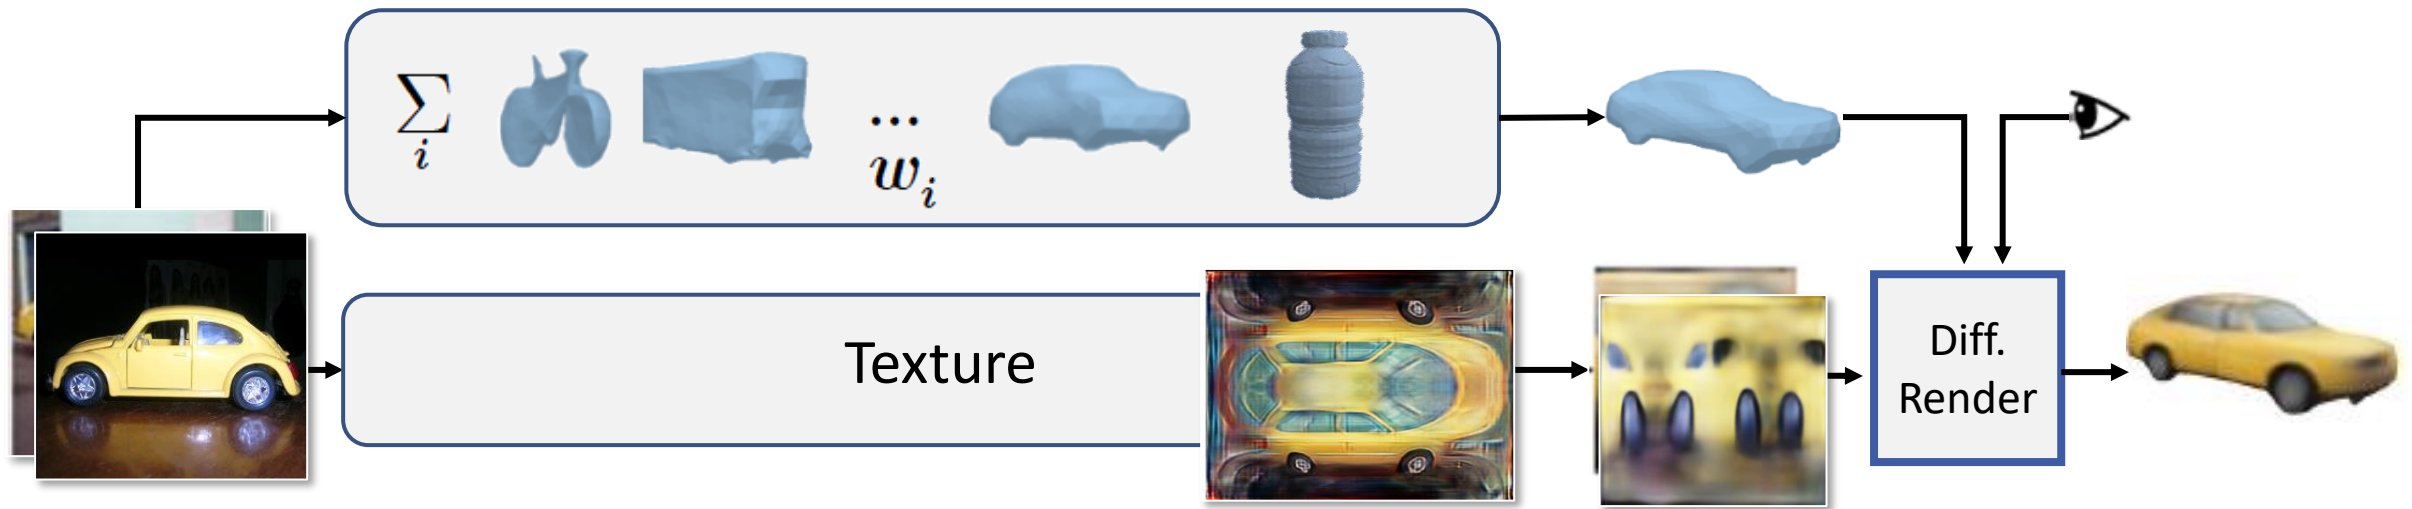 ∑
i
...
w_i
Texture
Diff.
Render